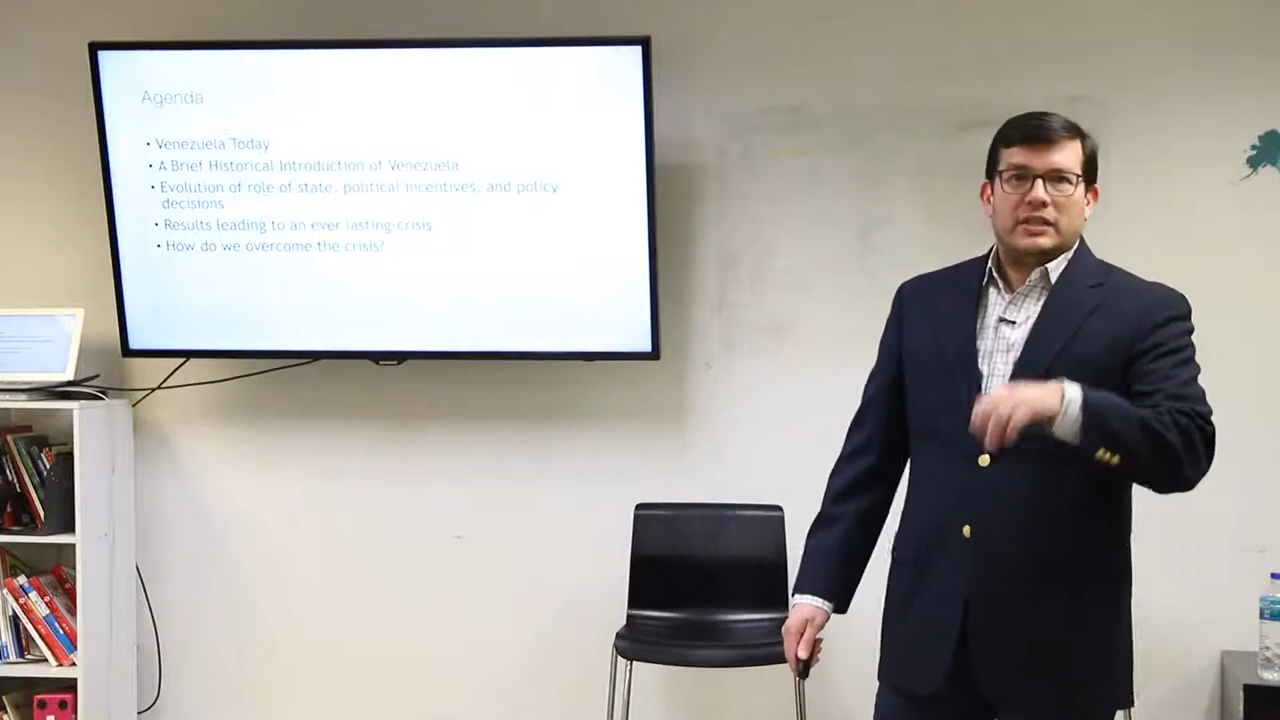 Agenda
• Venezuela Today
• A Brief Historical Introduction of Venezuela
• Evolution of role of state, political incentives, and policy
decisions
• Results leading to an ever lasting-crisis
• How do we overcome the crisis?